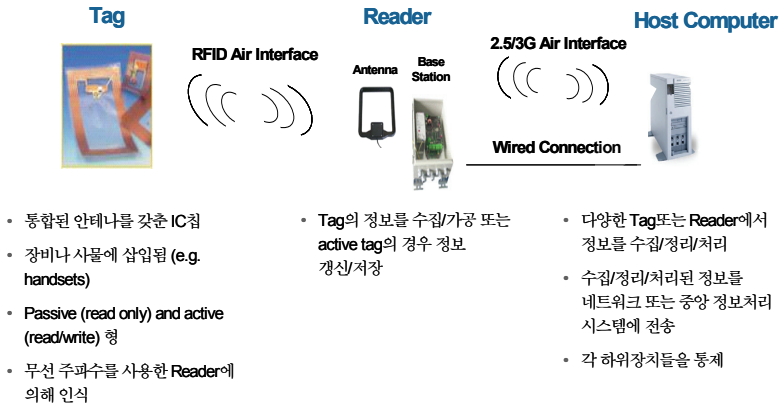 Tag
Reader
Host Computer
RFID Air Interface
2.5/3G Air Interface
Antenna
Base
Station
Wired Connection
• 통합된 안테나를 갖춘 IC칩
• 장비나 사물에 삽입됨 (e.g.
handsets)
• Passive (read only) and active
(read/write) 형
• 무선 주파수를 사용한 Reader에
의해 인식
• Tag의 정보를 수집/가공 또는
active tag의 경우 정보
갱신/저장
• 다양한 Tag또는 Reader에서
정보를 수집/정리/처리
• 수집/정리/처리된 정보를
네트워크 또는 중앙 정보처리
시스템에 전송
• 각 하위장치들을 통제